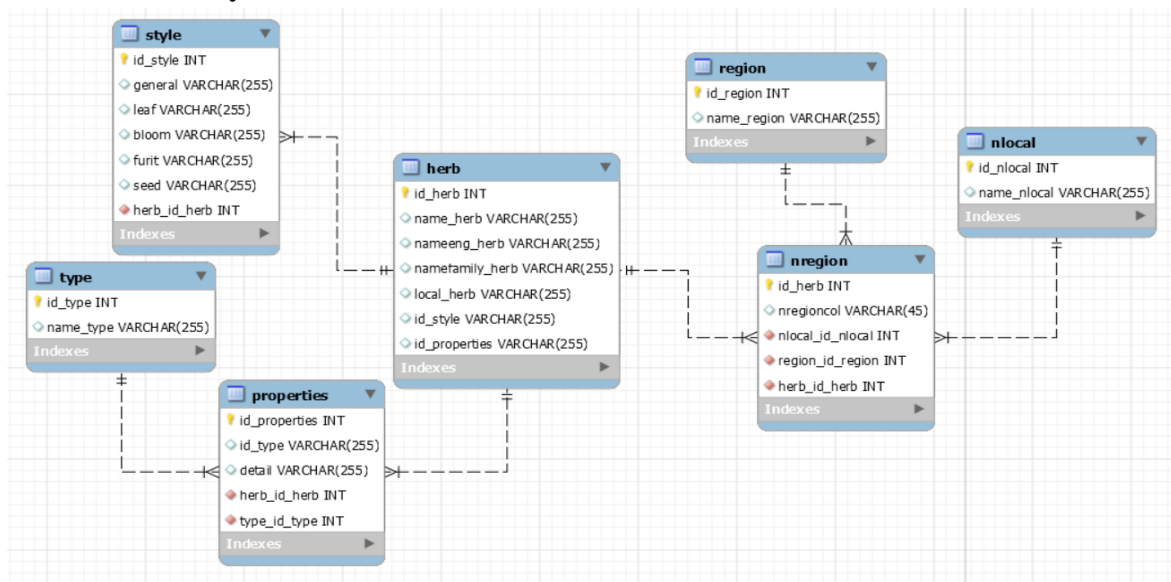 style
id_style INT
general VARCHAR(255)
leaf VARCHAR(255)
bloom VARCHAR(255)
furit VARCHAR(255)
seed VARCHAR(255)
herb_id_herb INT
Indexes
type
id_type INT
name_type VARCHAR(255)
Indexes
properties
id_properties INT
id_type VARCHAR(255)
detail VARCHAR(255)
herb_id_herb INT
type_id_type INT
Indexes
herb
id_herb INT
name_herb VARCHAR(255)
nameeng_herb VARCHAR(255)
namefamily_herb VARCHAR(255)
local_herb VARCHAR(255)
id_style VARCHAR(255)
id_properties VARCHAR(255)
Indexes
region
id_region INT
name_region VARCHAR(255)
Indexes
nlocal
id_nlocal INT
name_nlocal VARCHAR(255)
Indexes
nregion
id_herb INT
nregioncol VARCHAR(45)
nlocal_id_nlocal INT
region_id_region INT
herb_id_herb INT
Indexes